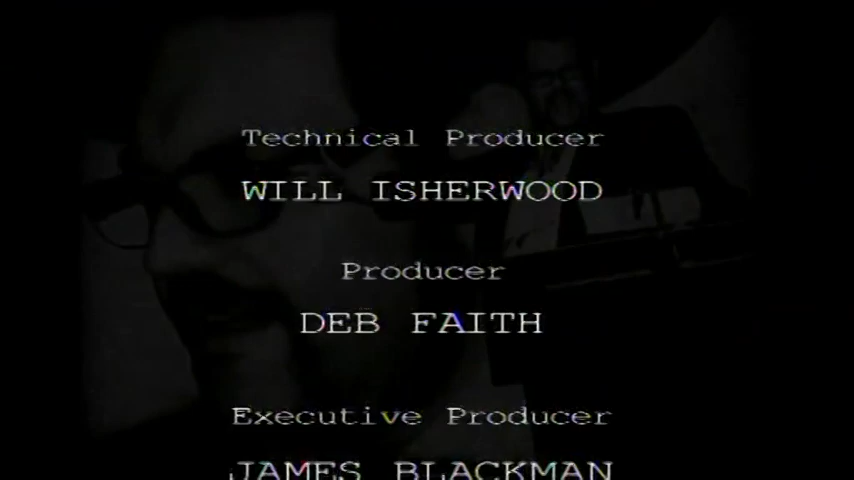 Technical Producer
WILL ISHERWOOD
Producer
DEB FAITH
Executive Producer
JAMES BLACKMAN